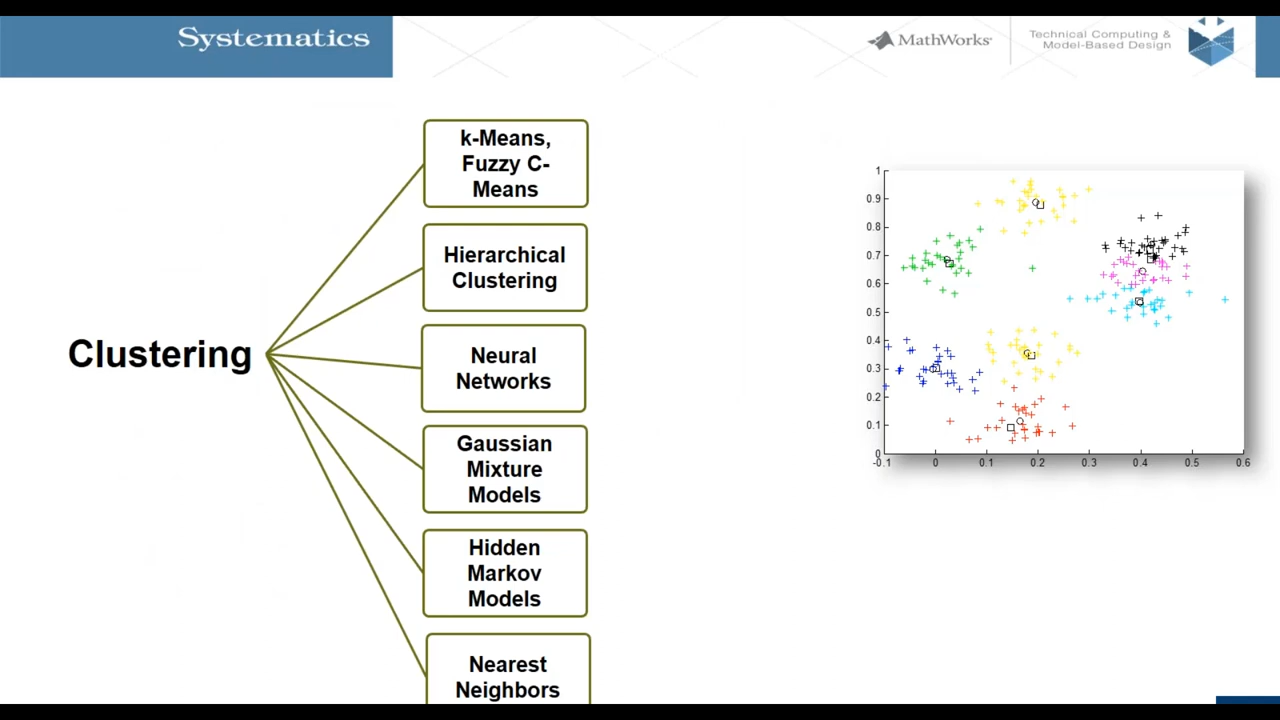 Systematics
MathWorks
Technical Computing &
Model-Based Design
k-Means,
Fuzzy C-
Means
Hierarchical
Clustering
Neural
Networks
Clustering
Gaussian
Mixture
Models
Hidden
Markov
Models
Nearest
Neighbors
1
0.9
0.8
0.7
0.6
0.5
0.4
0.3
0.2
0.1
0
-0.1 0 0.1 0.2 0.3 0.4 0.5 0.6